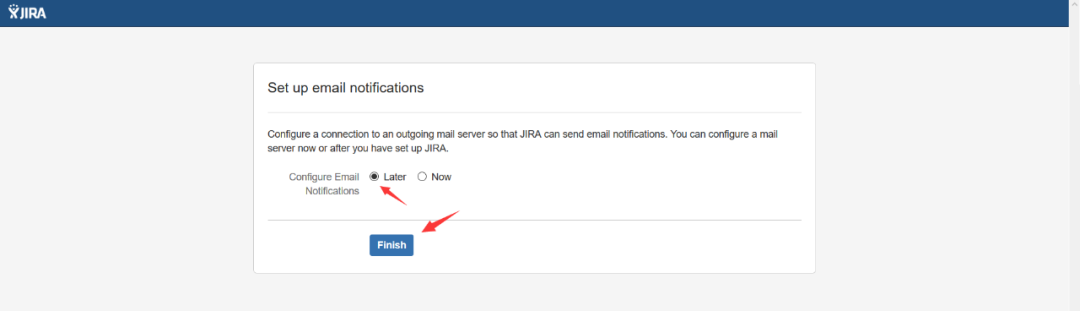 JIRA
Set up email notifications
Configure a connection to an outgoing mail server so that JIRA can send email notifications. You can configure a mail
server now or after you have set up JIRA.
Configure Email Later Now
Notifications
Finish